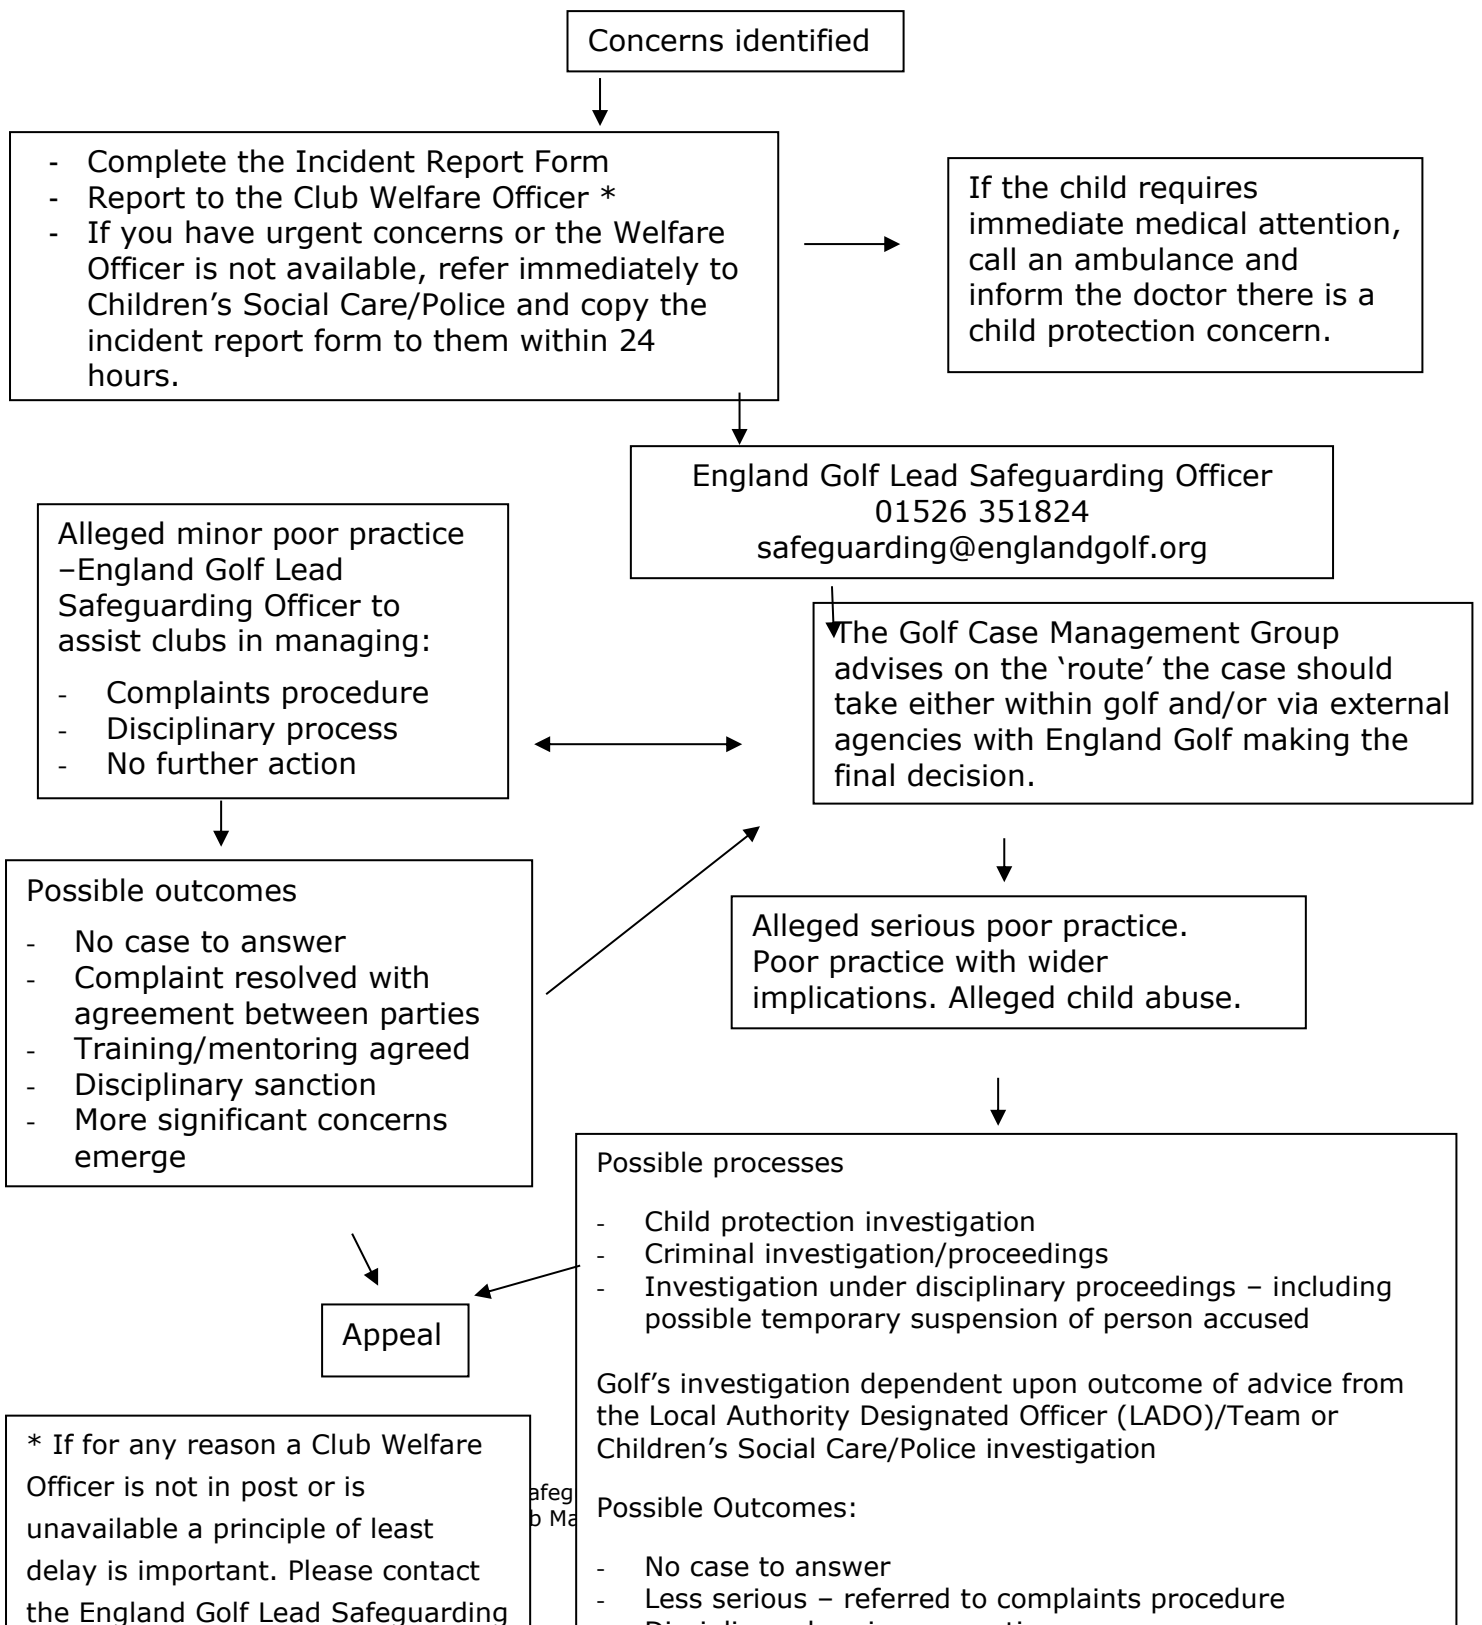 Concerns identified
- Complete the Incident Report Form
- Report to the Club Welfare Officer *
- If you have urgent concerns or the Welfare
Officer is not available, refer immediately to
Children’s Social Care/Police and copy the
incident report form to them within 24
hours.
If the child requires
immediate medical attention,
call an ambulance and
inform the doctor there is a
child protection concern.
England Golf Lead Safeguarding Officer
01526 351824
safeguarding@englandgolf.org
Alleged minor poor practice
–England Golf Lead
Safeguarding Officer to
assist clubs in managing:
- Complaints procedure
- Disciplinary process
- No further action
The Golf Case Management Group
advises on the ‘route’ the case should
take either within golf and/or via external
agencies with England Golf making the
final decision.
Possible outcomes
- No case to answer
- Complaint resolved with
agreement between parties
- Training/mentoring agreed
- Disciplinary sanction
- More significant concerns
emerge
Alleged serious poor practice.
Poor practice with wider
implications. Alleged child abuse.
Possible processes
- Child protection investigation
- Criminal investigation/proceedings
- Investigation under disciplinary proceedings – including
possible temporary suspension of person accused
Golf’s investigation dependent upon outcome of advice from
the Local Authority Designated Officer (LADO)/Team or
Children’s Social Care/Police investigation
Possible Outcomes:
- No case to answer
- Less serious – referred to complaints procedure
Appeal
* If for any reason a Club Welfare
Officer is not in post or is
unavailable a principle of least
delay is important. Please contact
the England Golf Lead Safeguarding